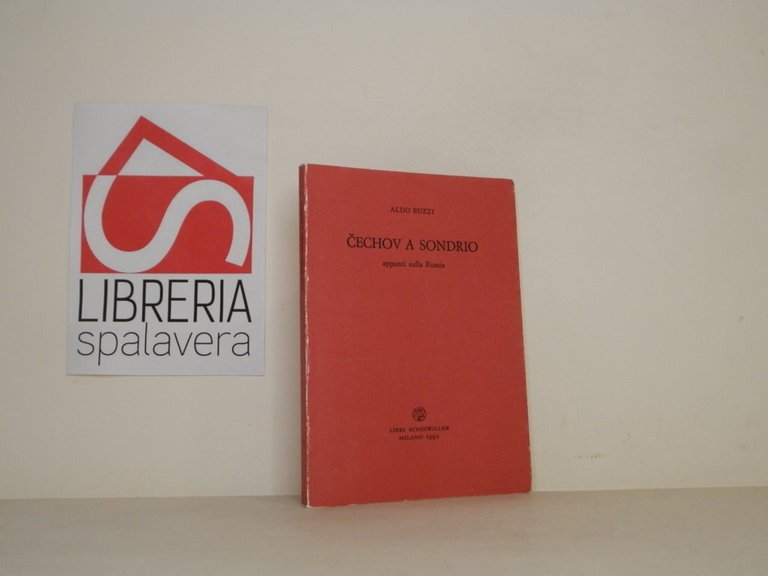 LIBRERIA
spalavera
ALDO BUZZI
ČECHOV A SONDRIO
appunti sulla Russia
LIBRI SCHEIWILLER
MILANO 1991